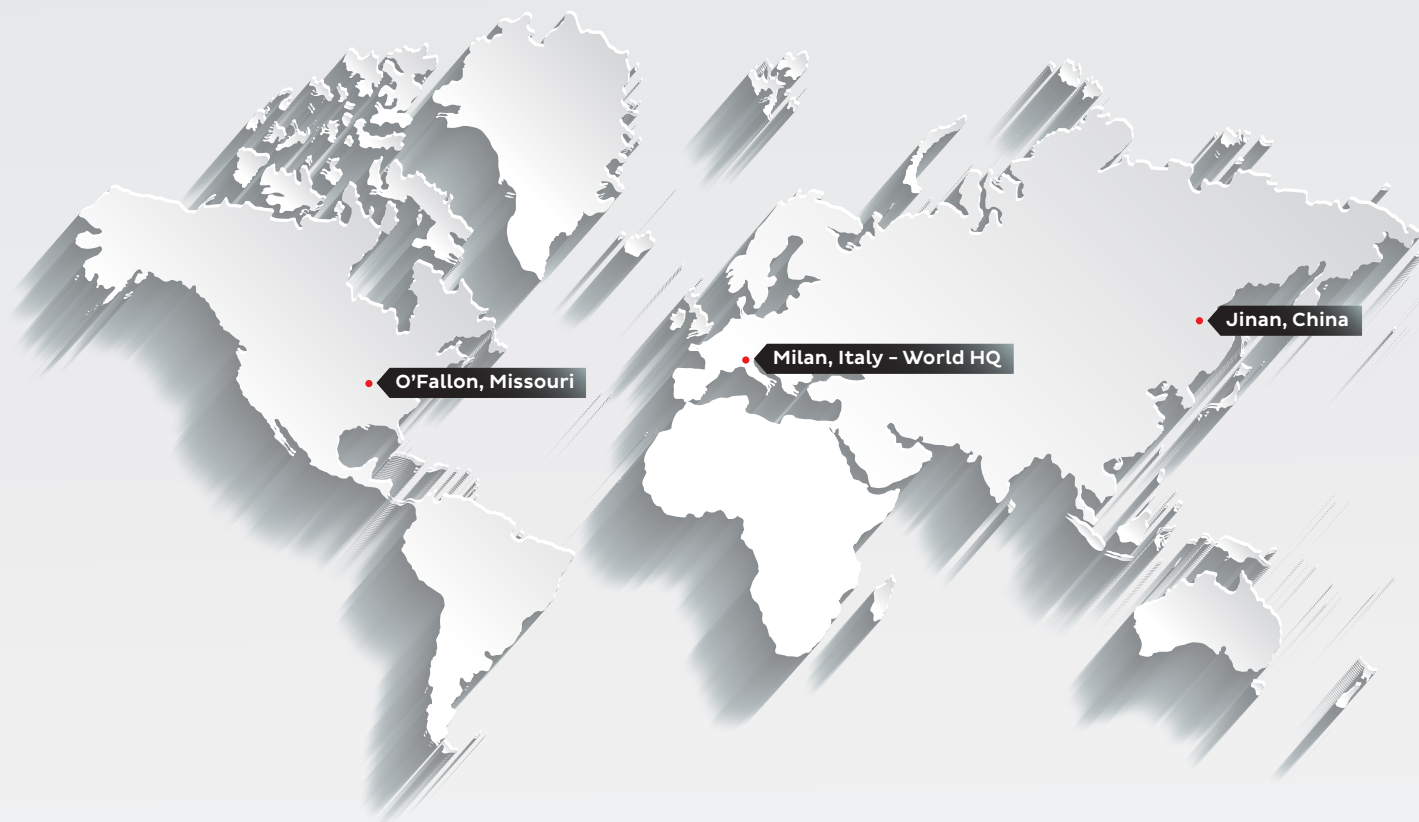 Jinan, China
Milan, Italy – World HQ
O’Fallon, Missouri